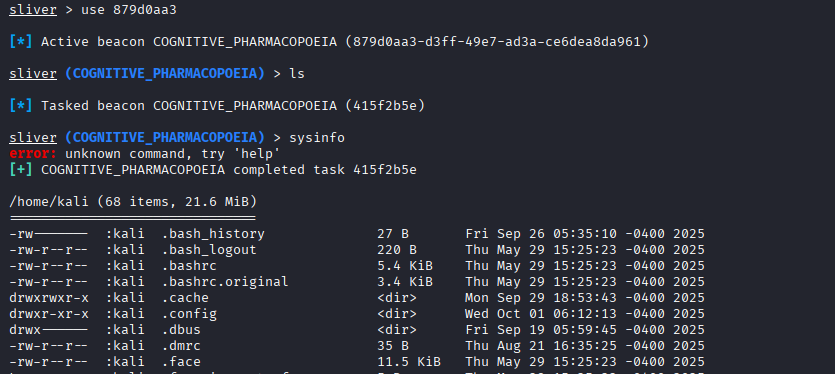 sliver > use 879d0aa3
[*] Active beacon COGNITIVE_PHARMACOPOEIA (879d0aa3-d3ff-49e7-ad3a-ce6dea8da961)
sliver (COGNITIVE_PHARMACOPOEIA) > ls
[*] Tasked beacon COGNITIVE_PHARMACOPOEIA (415f2b5e)
sliver (COGNITIVE_PHARMACOPOEIA) > sysinfo
error: unknown command, try 'help'
[+] COGNITIVE_PHARMACOPOEIA completed task 415f2b5e
/home/kali (68 items, 21.6 MiB)
===============================
-rw------- :kali .bash_history 27 B Fri Sep 26 05:35:10 -0400 2025
-rw-r--r-- :kali .bash_logout 220 B Thu May 29 15:25:23 -0400 2025
-rw-r--r-- :kali .bashrc 5.4 KiB Thu May 29 15:25:23 -0400 2025
-rw-r--r-- :kali .bashrc.original 3.4 KiB Thu May 29 15:25:23 -0400 2025
drwxrwxr-x :kali .cache <dir> Mon Sep 29 18:53:43 -0400 2025
drwxr-xr-x :kali .config <dir> Wed Oct 01 06:12:13 -0400 2025
drwx------ :kali .dbus <dir> Fri Sep 19 05:59:45 -0400 2025
-rw-r--r-- :kali .dmrc 35 B Thu Aug 21 16:35:25 -0400 2025
-rw-r--r-- :kali .face 11.5 KiB Thu May 29 15:25:23 -0400 2025